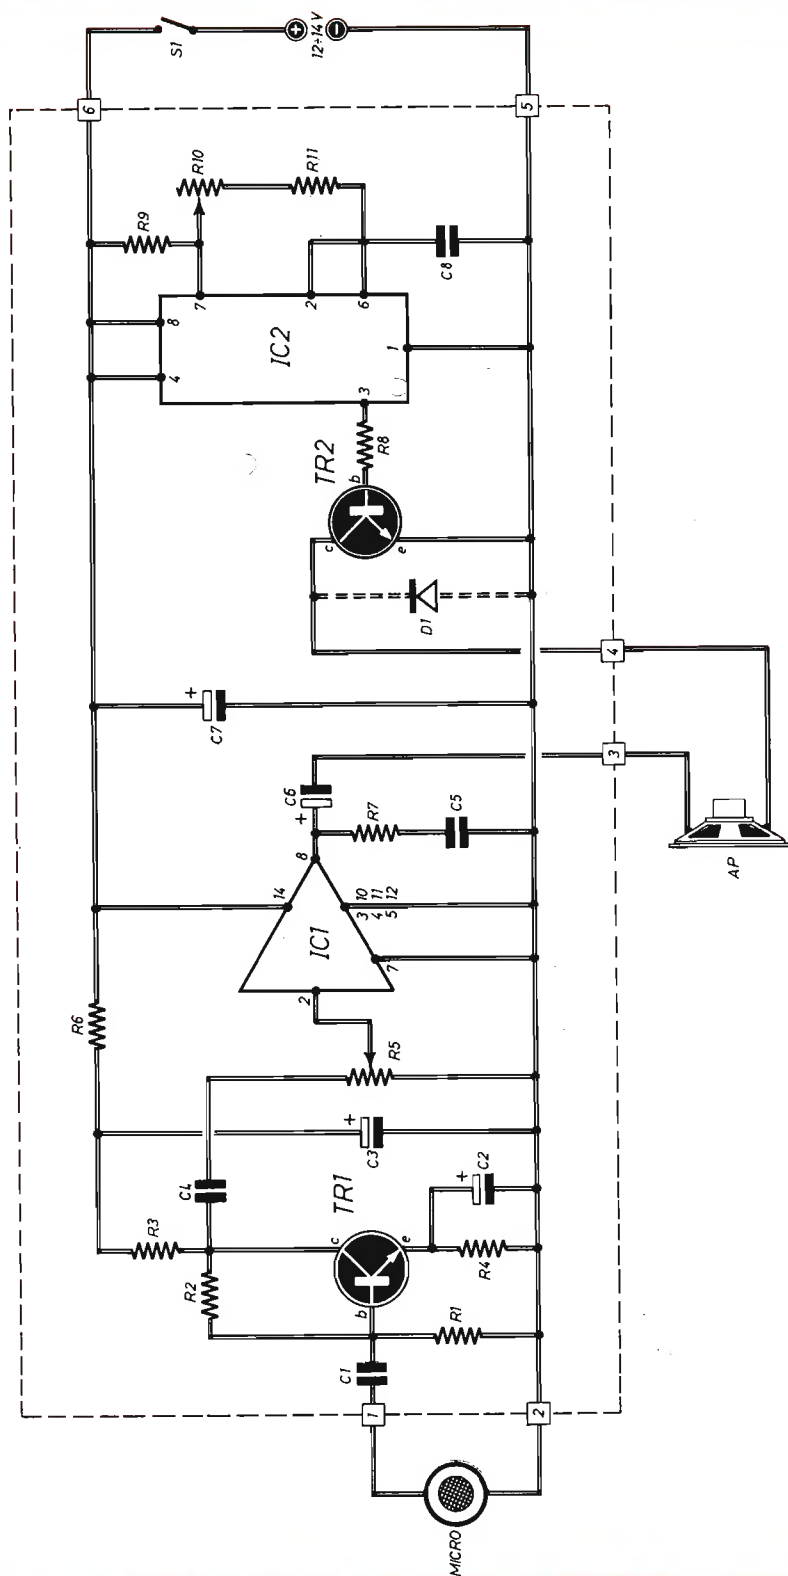 MICRO
1
2
C1
b
TR1
c
e
R1
R2
R3
R4
C2
+
C4
C3
+
R5
R6
2
IC1
14
8
7
3 10
4 11
5 12
+
C6
R7
C5
C7
+
3
4
AP
D1
TR2
c
e
b
R8
3
4
8
IC2
1
7
2
6
R9
R10
R11
C8
6
5
S1
+
12÷14 V
−